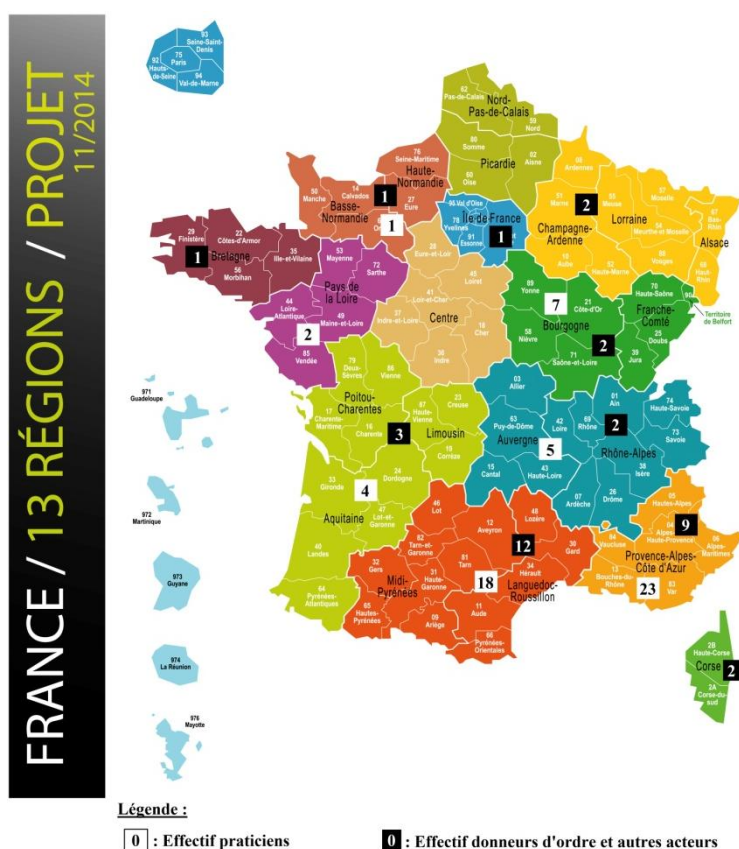 FRANCE / 13 RÉGIONS / PROJET
11/2014
93
Seine-Saint-
Denis
75
Paris
92
Hauts-
de-Seine
94
Val-de-Marne
62
Pas-de-Calais
Nord-
Pas-de-Calais
59
Nord
80
Somme
Picardie
02
Aisne
60
Oise
76
Seine-Maritime
Haute-
Normandie
27
Eure
50
Manche
14
Calvados
Basse-
Normandie
1
1
95 Val d'Oise
Île de France
78
Yvelines
91
Essonne
1
08
Ardennes
51
Marne
2
Champagne-
Ardenne
10
Aube
52
Haute-Marne
55
Meuse
57
Moselle
Lorraine
54
Meurthe et Moselle
88
Vosges
67
Bas-
Rhin
Alsace
68
Haut-
Rhin
29
Finistère
22
Côtes-d'Armor
1
Bretagne
35
Ille-et-Vilaine
56
Morbihan
53
Mayenne
72
Sarthe
Pays de
la Loire
44
Loire-
Atlantique
49
Maine-et-Loire
2
85
Vendée
28
Eure-et-Loir
45
Loiret
41
Loir-et-Cher
37
Indre-et-Loire
Centre
18
Cher
36
Indre
89
Yonne
7
21
Côte-d'Or
Bourgogne
58
Nièvre
2
71
Saône-et-Loire
70
Haute-Saône
90
Territoire
de Belfort
Franche-
Comté
25
Doubs
39
Jura
79
Deux-
Sèvres
86
Vienne
Poitou-
Charentes
17
Charente-
Maritime
16
Charente
87
Haute-
Vienne
23
Creuse
3
Limousin
19
Corrèze
4
33
Gironde
24
Dordogne
47
Lot-et-
Garonne
Aquitaine
40
Landes
64
Pyrénées-
Atlantiques
03
Allier
63
Puy-de-Dôme
Auvergne
5
15
Cantal
43
Haute-Loire
42
Loire
69
Rhône
01
Ain
2
74
Haute-Savoie
73
Savoie
Rhône-Alpes
38
Isère
07
Ardèche
26
Drôme
46
Lot
12
Aveyron
48
Losère
82
Tarn-et-
Garonne
81
Tarn
12
30
Gard
32
Gers
Midi-
Pyrénées
31
Haute-
Garonne
18
34
Hérault
Languedoc-
Roussillon
65
Hautes-
Pyrénées
09
Ariège
11
Aude
66
Pyrénées-
Orientales
05
Hautes-Alpes
04
Alpes-
Haute-Provence
9
84
Vaucluse
06
Alpes-
Maritimes
Provence-Alpes-
Côte d'Azur
13
Bouches-du-
Rhône
23
83
Var
2B
Haute-Corse
Corse
2
2A
Corse-du-
sud
971
Guadeloupe
972
Martinique
973
Guyane
974
La Réunion
976
Mayotte
Légende :
0 : Effectif praticiens
0 : Effectif donneurs d'ordre et autres acteurs